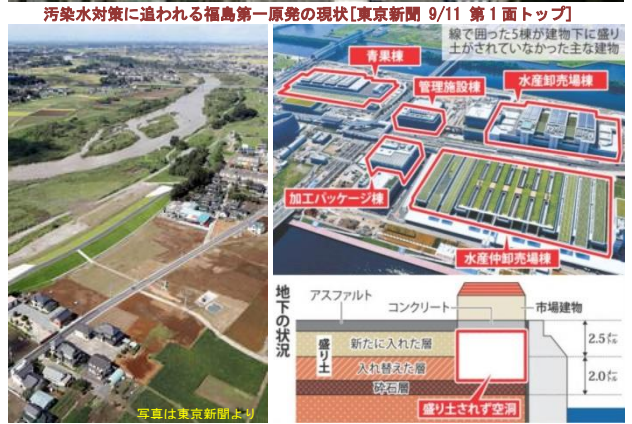 汚染水対策に追われる福島第一原発の現状[東京新聞 9/11 第1面トップ]
線で囲った5棟が建物下に盛り
土がされていなかった主な建物
青果棟
管理施設棟
水産卸売場棟
加工パッケージ棟
水産仲卸売場棟
写真は東京新聞より
地下の状況
アスファルト
コンクリート
市場建物
盛り土
新たに入れた層
入れ替えた層
砕石層
2.5メートル
2.0メートル
盛り土されず空洞